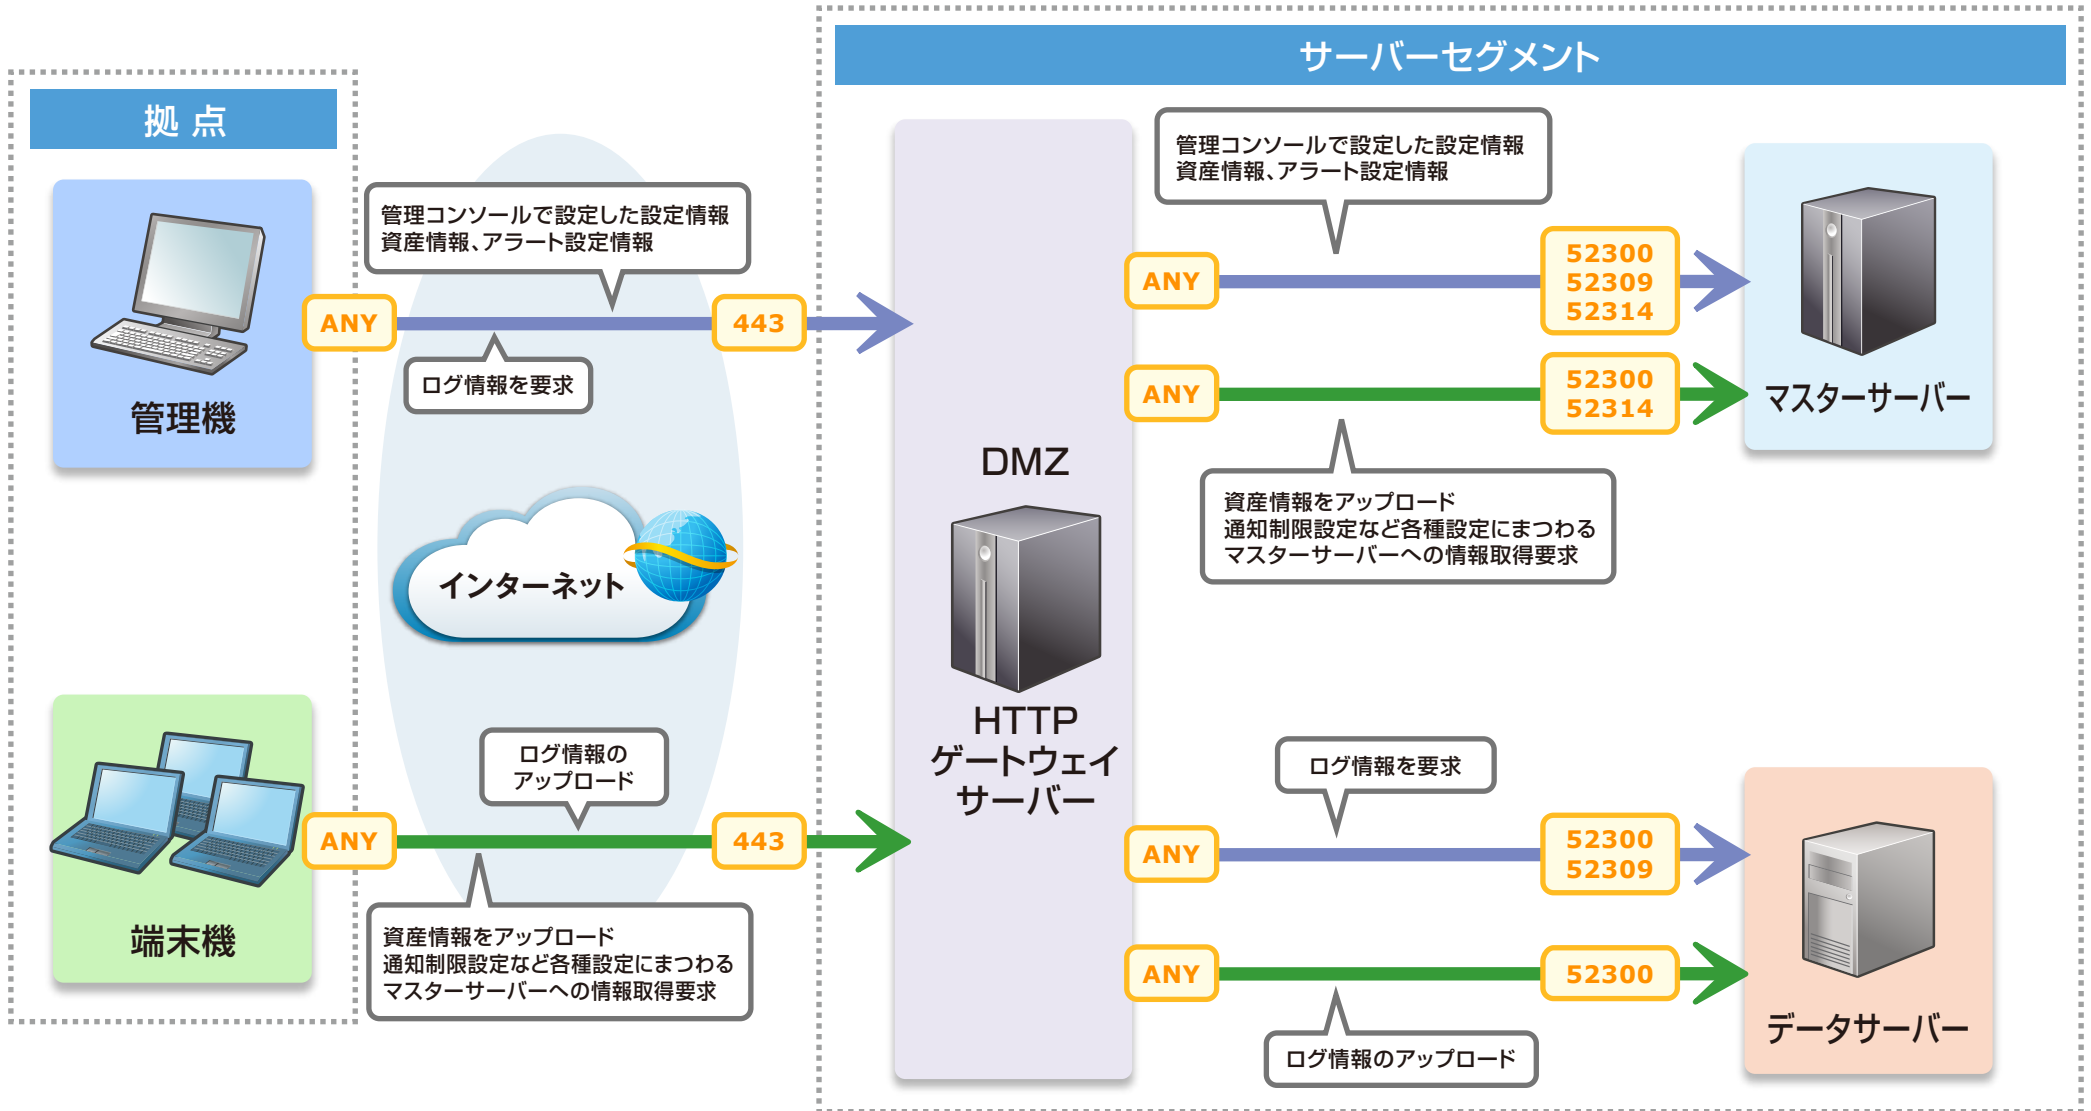 サーバーセグメント
拠 点
管理コンソールで設定した設定情報
資産情報、アラート設定情報
ANY
443
ログ情報を要求
管理機
インターネット
ログ情報の
アップロード
ANY
443
資産情報をアップロード
通知制限設定など各種設定にまつわる
マスターサーバーへの情報取得要求
端末機
DMZ
HTTP
ゲートウェイ
サーバー
管理コンソールで設定した設定情報
資産情報、アラート設定情報
ANY
52300
52309
52314
ANY
52300
52314
資産情報をアップロード
通知制限設定など各種設定にまつわる
マスターサーバーへの情報取得要求
マスターサーバー
ログ情報を要求
ANY
52300
52309
ANY
52300
ログ情報のアップロード
データサーバー